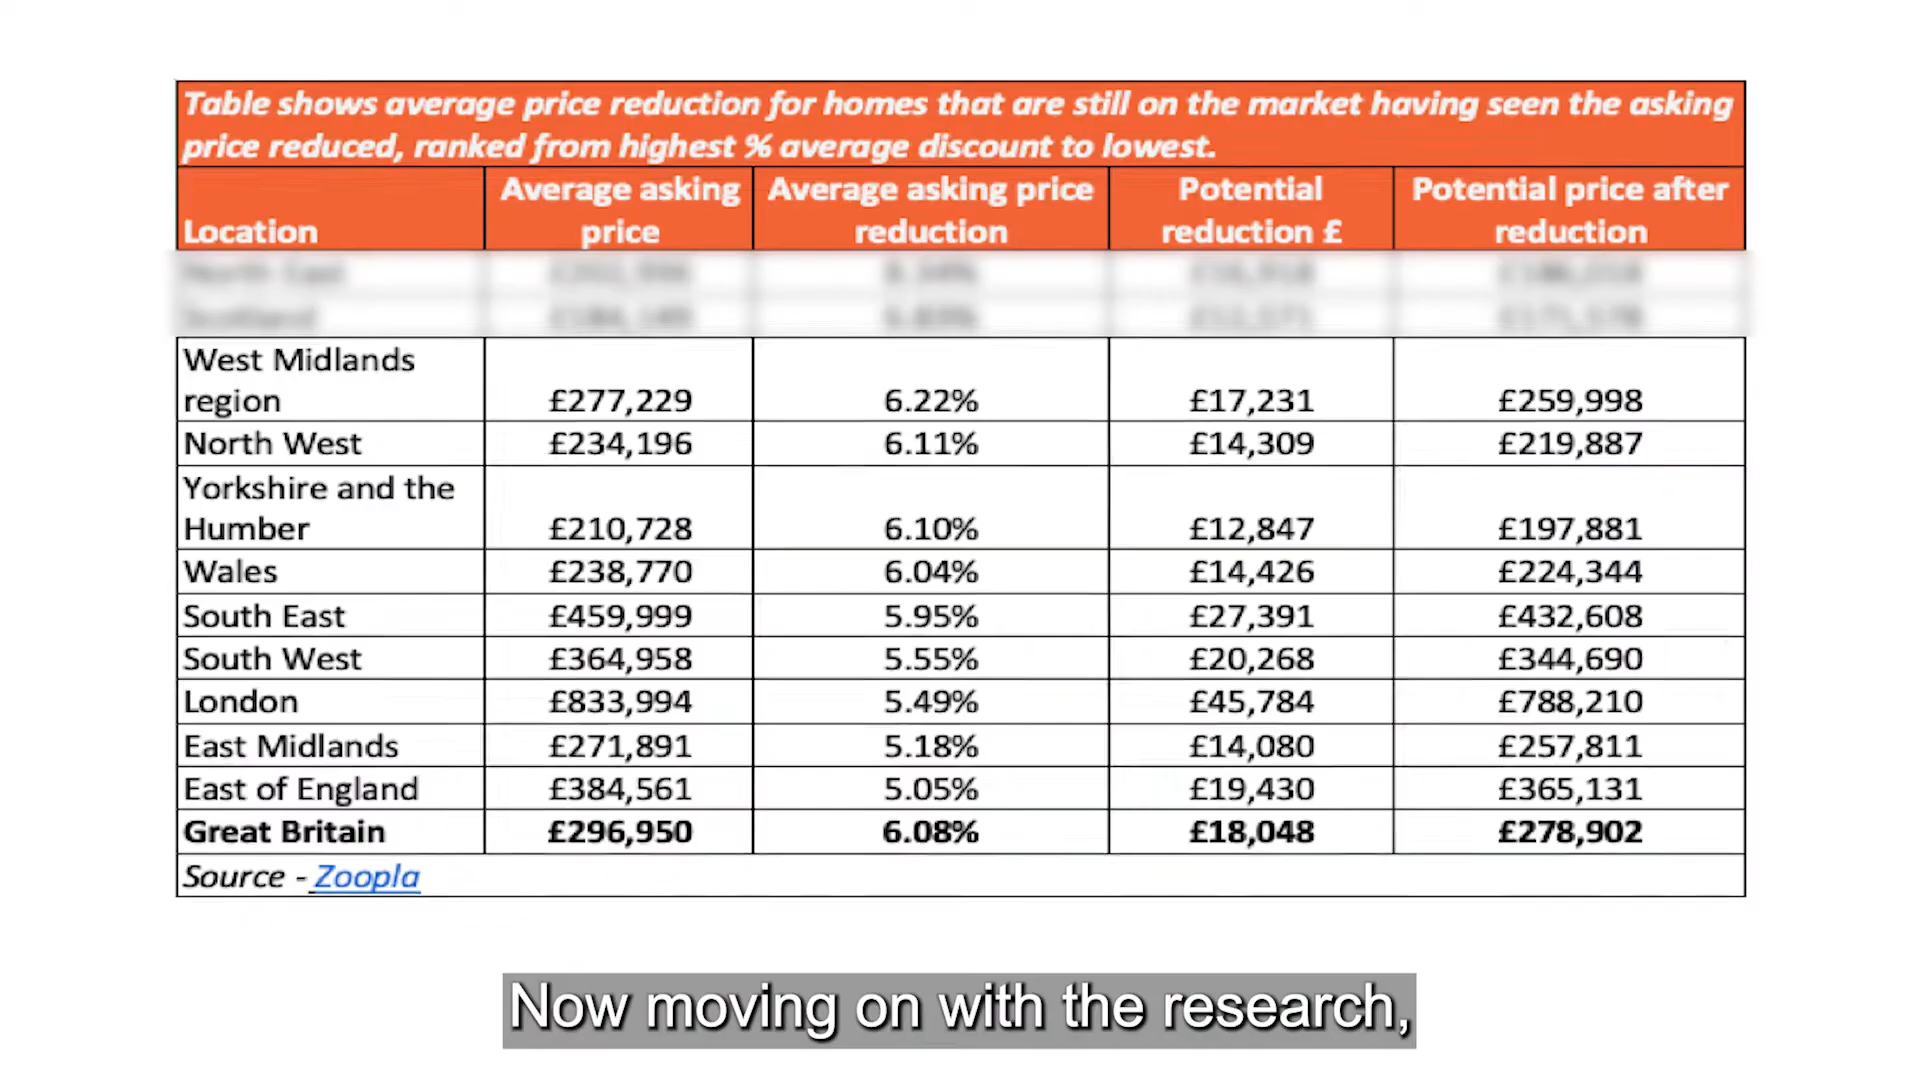 Table shows average price reduction for homes that are still on the market having seen the asking
price reduced, ranked from highest % average discount to lowest.
Location Average asking price Average asking price reduction Potential reduction £ Potential price after reduction
North East
Scotland
West Midlands region £277,229 6.22% £17,231 £259,998
North West £234,196 6.11% £14,309 £219,887
Yorkshire and the Humber £210,728 6.10% £12,847 £197,881
Wales £238,770 6.04% £14,426 £224,344
South East £459,999 5.95% £27,391 £432,608
South West £364,958 5.55% £20,268 £344,690
London £833,994 5.49% £45,784 £788,210
East Midlands £271,891 5.18% £14,080 £257,811
East of England £384,561 5.05% £19,430 £365,131
Great Britain £296,950 6.08% £18,048 £278,902
Source - Zoopla
Now moving on with the research,